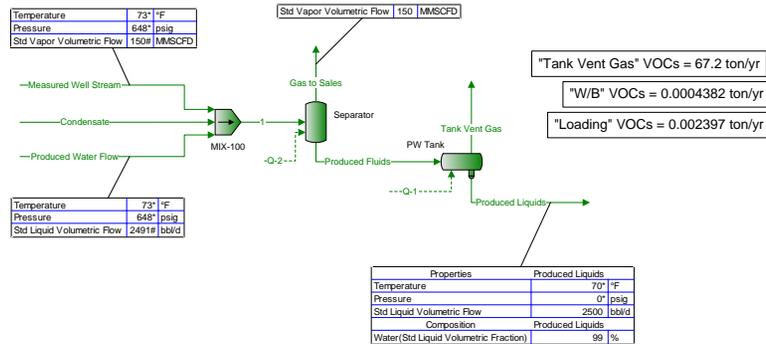 Temperature 73* °F
Pressure 648* psig
Std Vapor Volumetric Flow 150# MMSCFD
Std Vapor Volumetric Flow 150 MMSCFD
"Tank Vent Gas" VOCs = 67.2 ton/yr
"W/B" VOCs = 0.0004382 ton/yr
"Loading" VOCs = 0.002397 ton/yr
Measured Well Stream
Gas to Sales
Condensate
1
Separator
MIX-100
Tank Vent Gas
Produced Water Flow
Q-2
Produced Fluids
PW Tank
Q-1
Produced Liquids
Temperature 73* °F
Pressure 648* psig
Std Liquid Volumetric Flow 2491# bbl/d
Properties Produced Liquids
Temperature 70* °F
Pressure 0* psig
Std Liquid Volumetric Flow 2500 bbl/d
Composition Produced Liquids
Water(Std Liquid Volumetric Fraction) 99 %